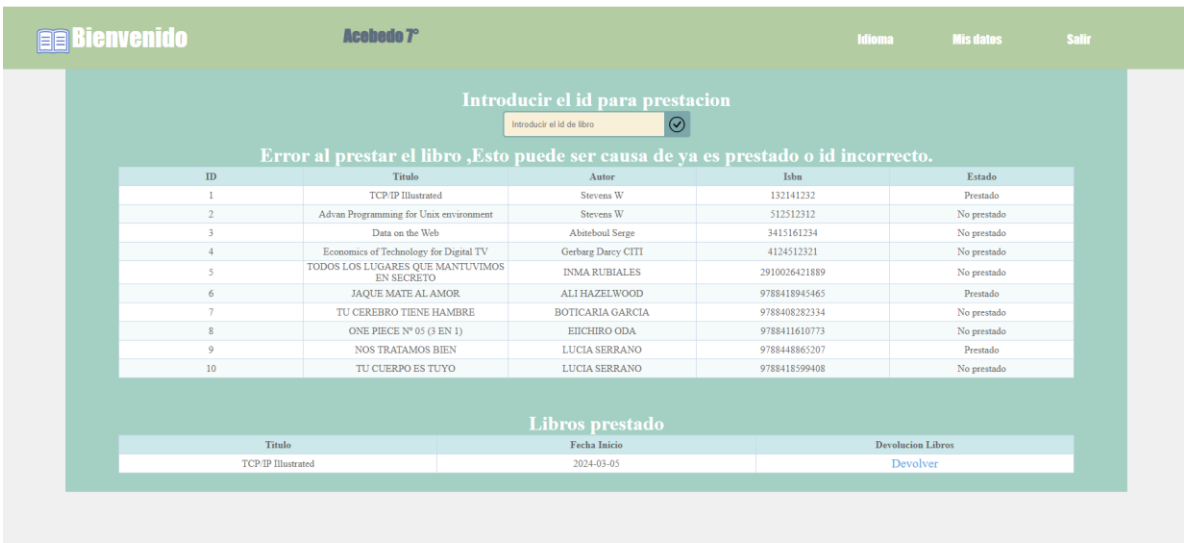 Bienvenido Acebedo 7° Idioma Mis datos Salir
Introducir el id para prestacion
Introducir el id de libro
Error al prestar el libro ,Esto puede ser causa de ya es prestado o id incorrecto.
ID Titulo Autor Isbn Estado
1 TCP/IP Illustrated Stevens W 132141232 Prestado
2 Advan Programming for Unix environment Stevens W 512512312 No prestado
3 Data on the Web Abiteboul Serge 3415161234 No prestado
4 Economics of Technology for Digital TV Gerbarg Darcy CITI 4124512321 No prestado
5 TODOS LOS LUGARES QUE MANTUVIMOS EN SECRETO INMA RUBIALES 2910026421889 No prestado
6 JAQUE MATE AL AMOR ALI HAZELWOOD 9788418945465 Prestado
7 TU CEREBRO TIENE HAMBRE BOTICARIA GARCIA 9788408282334 No prestado
8 ONE PIECE Nº 05 (3 EN 1) EIICHIRO ODA 9788411610773 No prestado
9 NOS TRATAMOS BIEN LUCIA SERRANO 9788448865207 Prestado
10 TU CUERPO ES TUYO LUCIA SERRANO 9788418599408 No prestado
Libros prestado
Titulo Fecha Inicio Devolucion Libros
TCP/IP Illustrated 2024-03-05 Devolver